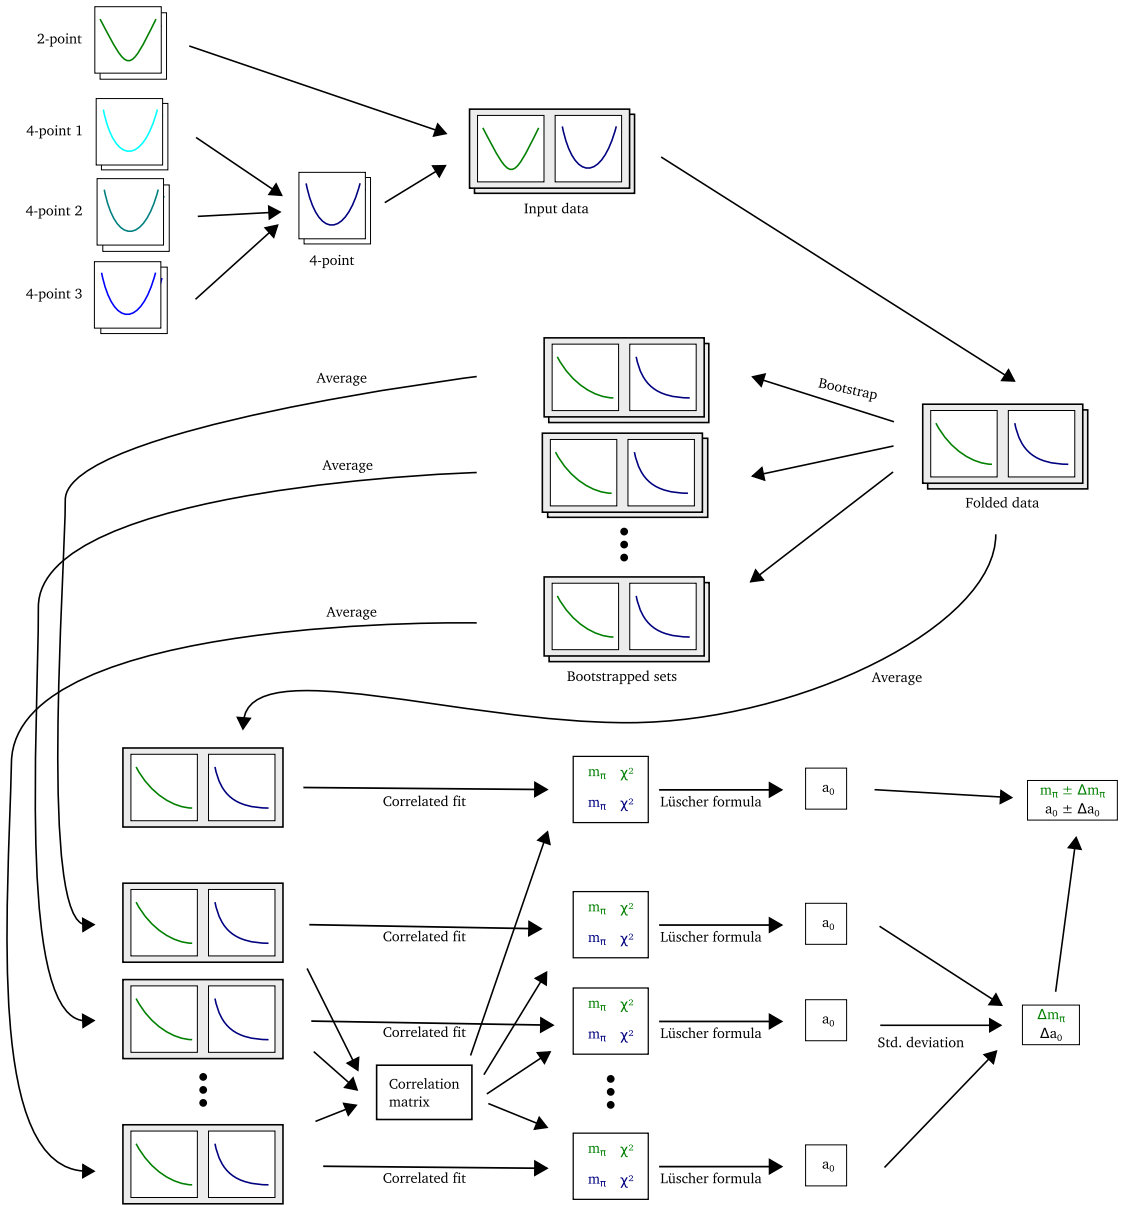 2-point
4-point 1
4-point 2
4-point 3
4-point
Input data
Bootstrap
Average
Average
Average
Folded data
Bootstrapped sets
Average
Correlated fit
mπ χ²
mπ χ²
Lüscher formula
a₀
mπ ± Δmπ
a₀ ± Δa₀
Correlated fit
mπ χ²
mπ χ²
Lüscher formula
a₀
Correlated fit
mπ χ²
mπ χ²
Lüscher formula
a₀
Std. deviation
Δmπ
Δa₀
Correlation
matrix
Correlated fit
mπ χ²
mπ χ²
Lüscher formula
a₀